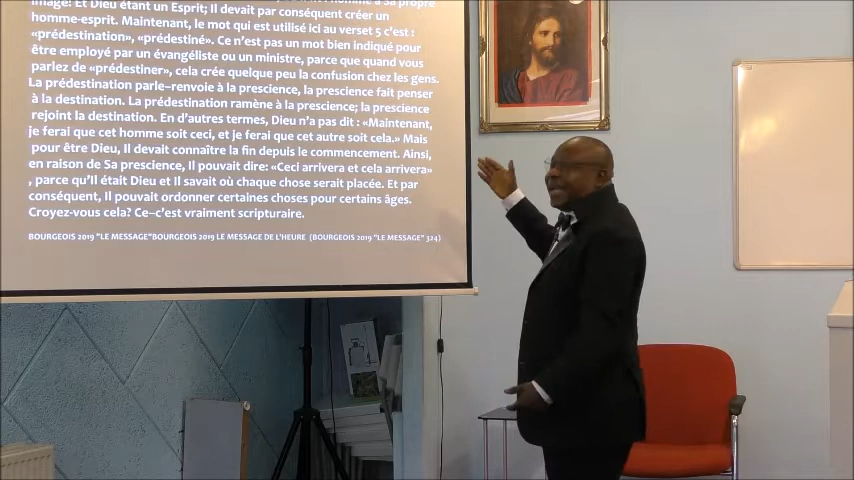 image! Et Dieu étant un Esprit; Il devait par conséquent créer un
homme-esprit. Maintenant, le mot qui est utilisé ici au verset 5 c'est :
«prédestination», «prédestiné». Ce n'est pas un mot bien indiqué pour
être employé par un évangéliste ou un ministre, parce que quand vous
parlez de «prédestiner», cela crée quelque peu la confusion chez les gens.
La prédestination parle–renvoie à la prescience, la prescience fait penser
à la destination. La prédestination ramène à la prescience; la prescience
rejoint la destination. En d'autres termes, Dieu n'a pas dit : «Maintenant,
je ferai que cet homme soit ceci, et je ferai que cet autre soit cela.» Mais
pour être Dieu, Il devait connaître la fin depuis le commencement. Ainsi,
en raison de Sa prescience, Il pouvait dire: «Ceci arrivera et cela arrivera»
, parce qu'Il était Dieu et Il savait où chaque chose serait placée. Et par
conséquent, Il pouvait ordonner certaines choses pour certains âges.
Croyez-vous cela? Ce–c'est vraiment scripturaire.
BOURGEOIS 2019 "LE MESSAGE"BOURGEOIS 2019 LE MESSAGE DE L'HEURE (BOURGEOIS 2019 "LE MESSAGE" 324)